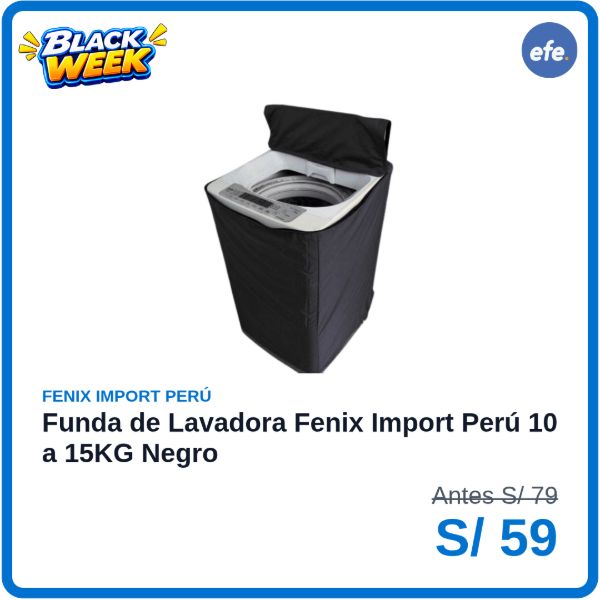 BLACK
WEEK
efe.
FENIX IMPORT PERÚ
Funda de Lavadora Fenix Import Perú 10
a 15KG Negro
Antes S/ 79
S/ 59